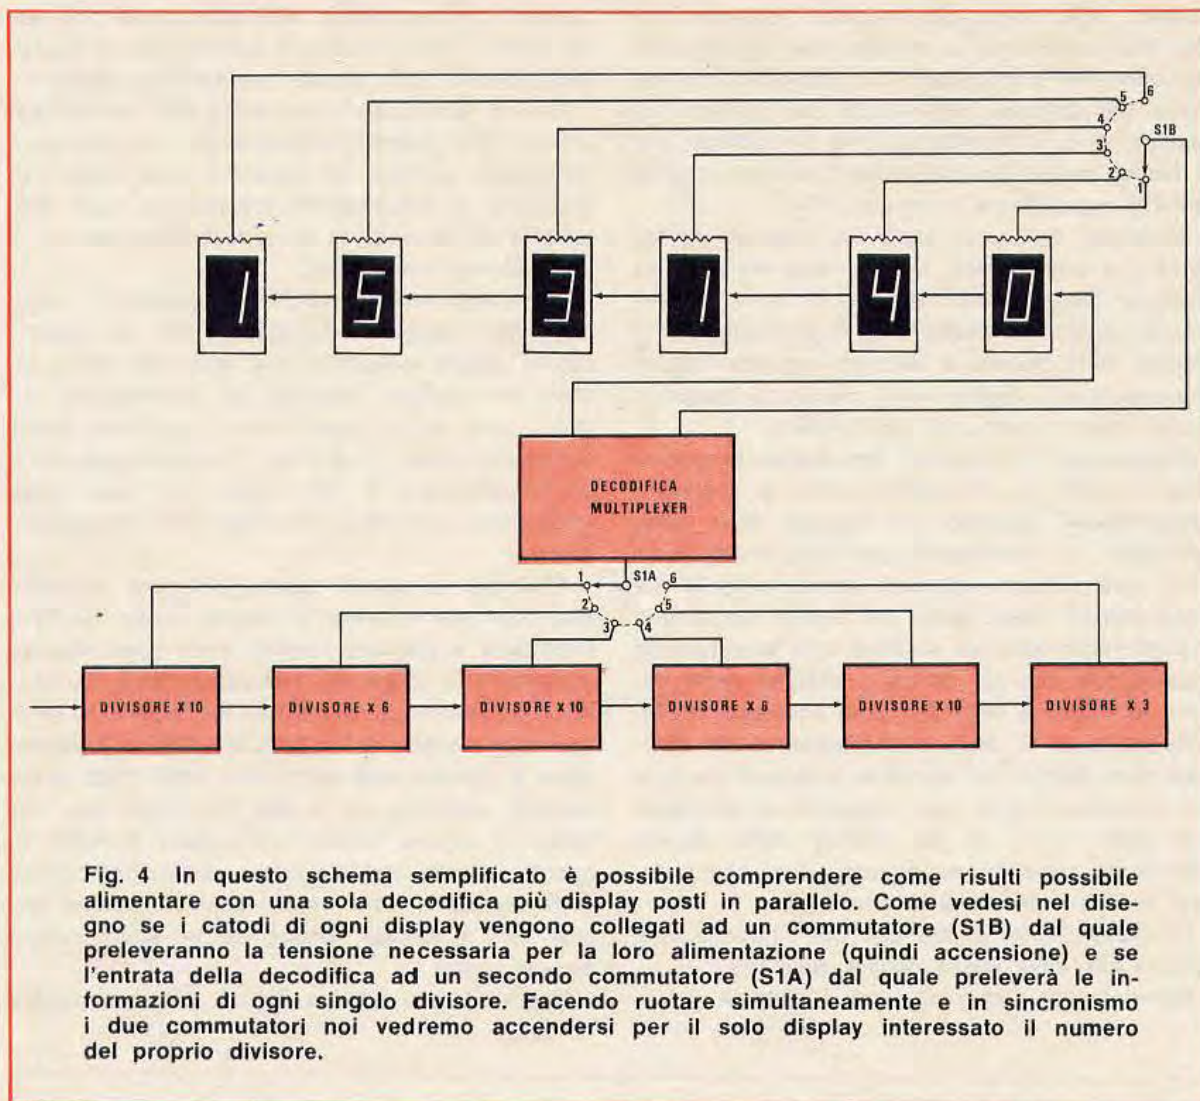 6
5
4
3
S1B
2
1
1 5 3 1 4 0
DECODIFICA
MULTIPLEXER
1 S1A 6
2 5
3 4
DIVISORE X 10 DIVISORE X 6 DIVISORE X 10 DIVISORE X 6 DIVISORE X 10 DIVISORE X 3
Fig. 4 In questo schema semplificato è possibile comprendere come risulti possibile
alimentare con una sola decodifica più display posti in parallelo. Come vedesi nel dise-
gno se i catodi di ogni display vengono collegati ad un commutatore (S1B) dal quale
preleveranno la tensione necessaria per la loro alimentazione (quindi accensione) e se
l'entrata della decodifica ad un secondo commutatore (S1A) dal quale preleverà le in-
formazioni di ogni singolo divisore. Facendo ruotare simultaneamente e in sincronismo
i due commutatori noi vedremo accendersi per il solo display interessato il numero
del proprio divisore.